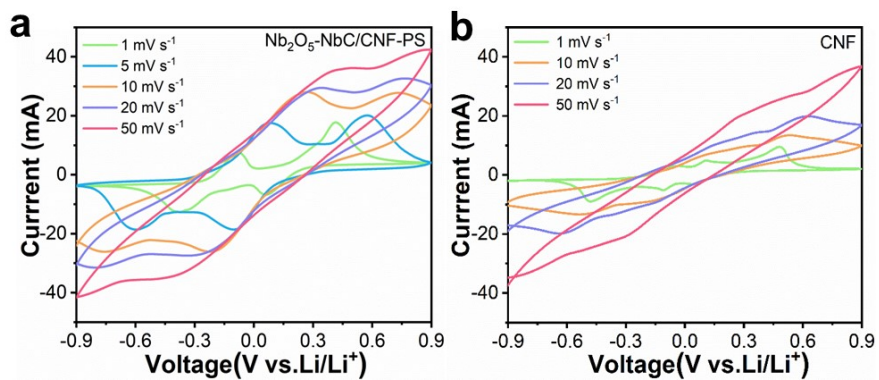 a
Nb₂O₅-NbC/CNF-PS
1 mV s⁻¹
5 mV s⁻¹
10 mV s⁻¹
20 mV s⁻¹
50 mV s⁻¹
40
20
0
-20
-40
Currrent (mA)
-0.9 -0.6 -0.3 0.0 0.3 0.6 0.9
Voltage(V vs.Li/Li⁺)
b
CNF
1 mV s⁻¹
10 mV s⁻¹
20 mV s⁻¹
50 mV s⁻¹
40
20
0
-20
-40
Currrent (mA)
-0.9 -0.6 -0.3 0.0 0.3 0.6 0.9
Voltage(V vs.Li/Li⁺)